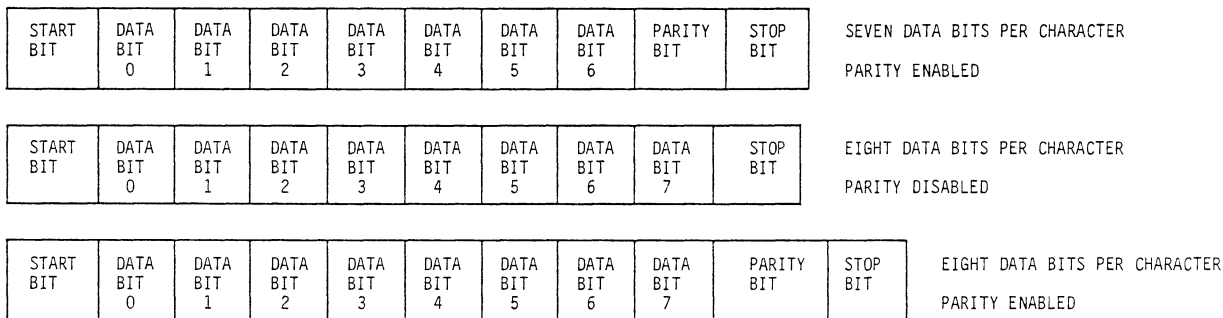 START DATA DATA DATA DATA DATA DATA DATA PARITY STOP SEVEN DATA BITS PER CHARACTER
BIT BIT BIT BIT BIT BIT BIT BIT BIT BIT
0 1 2 3 4 5 6 PARITY ENABLED
START DATA DATA DATA DATA DATA DATA DATA DATA STOP EIGHT DATA BITS PER CHARACTER
BIT BIT BIT BIT BIT BIT BIT BIT BIT BIT
0 1 2 3 4 5 6 7 PARITY DISABLED
START DATA DATA DATA DATA DATA DATA DATA DATA PARITY STOP EIGHT DATA BITS PER CHARACTER
BIT BIT BIT BIT BIT BIT BIT BIT BIT BIT BIT
0 1 2 3 4 5 6 7 PARITY ENABLED